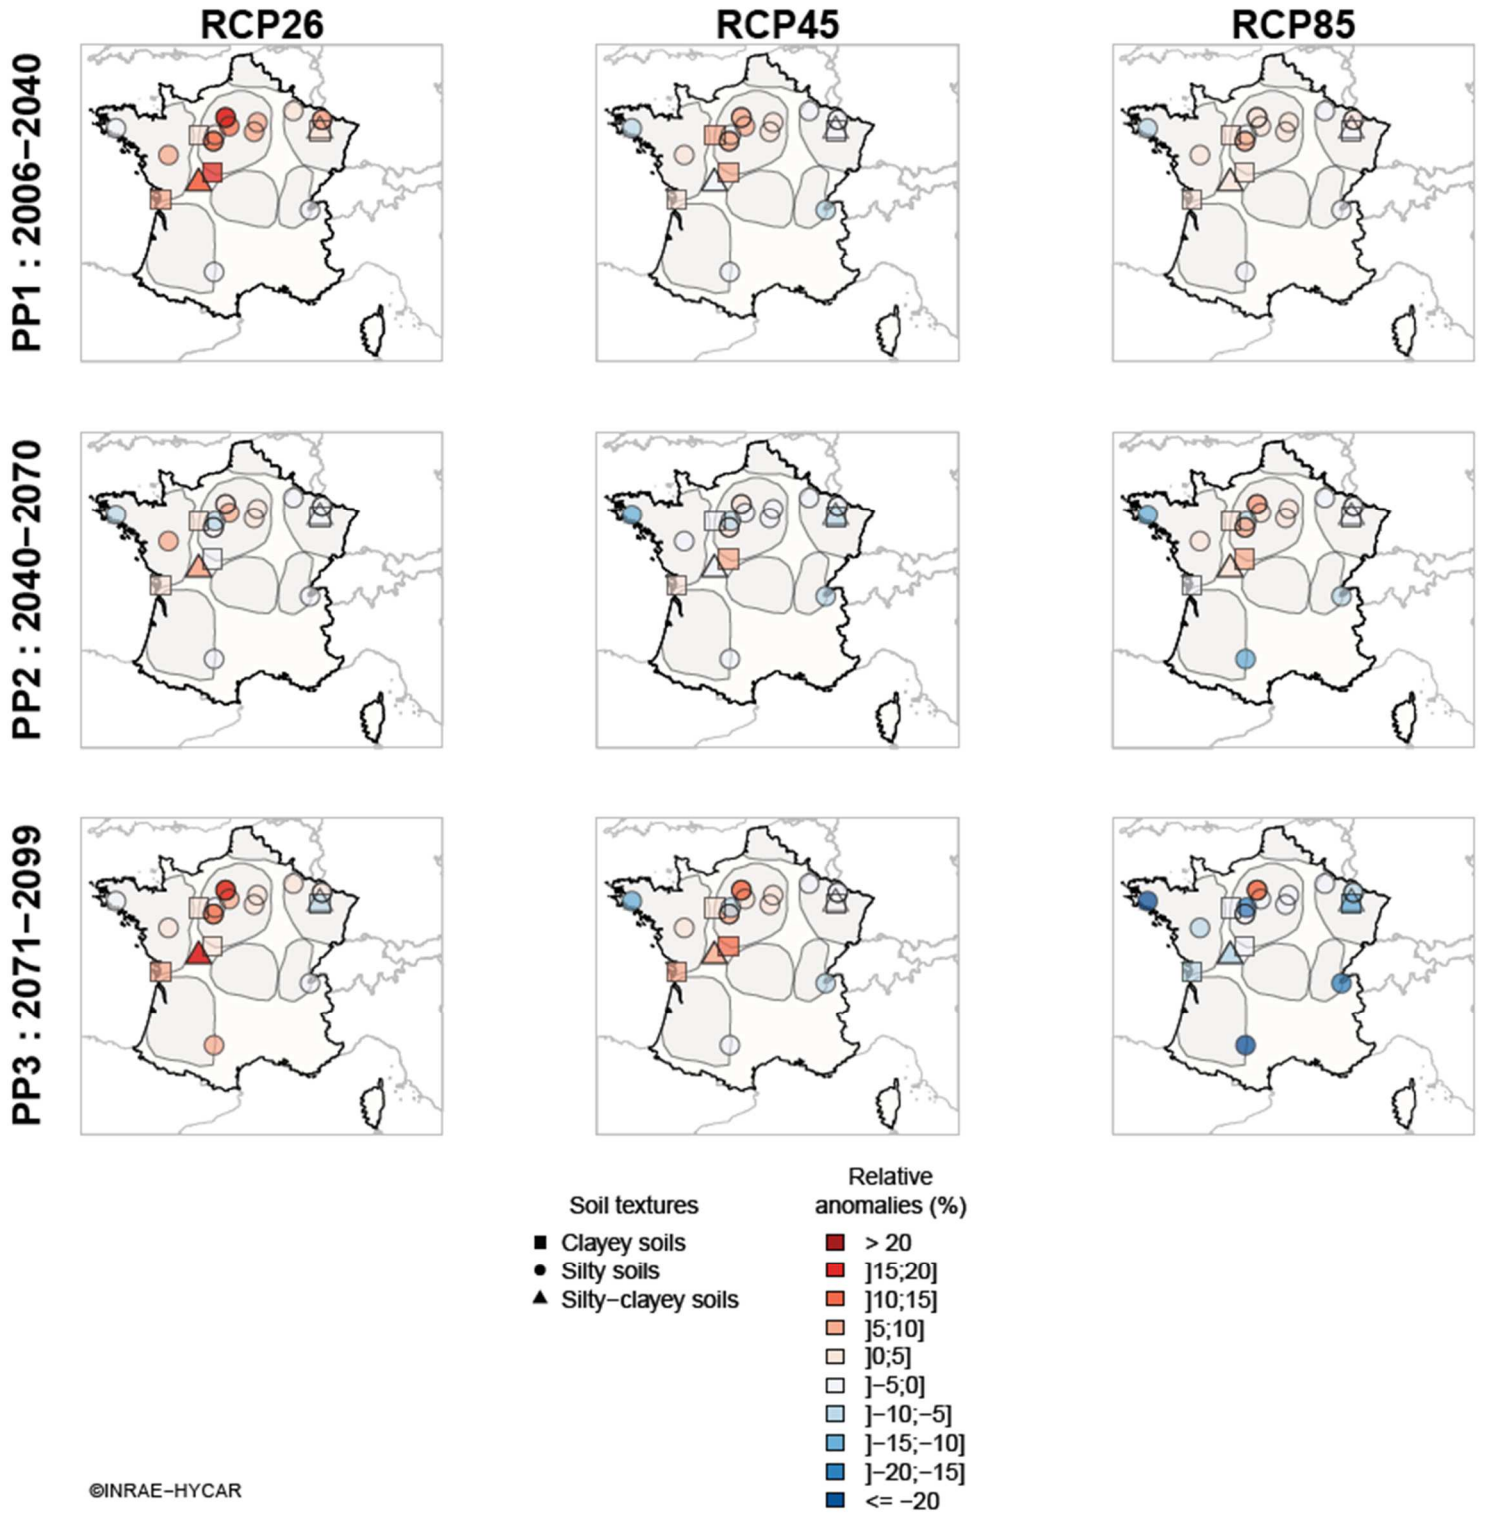 RCP26 RCP45 RCP85
PP1 : 2006−2040
PP2 : 2040−2070
PP3 : 2071−2099
Soil textures
Clayey soils
Silty soils
Silty−clayey soils
Relative
anomalies (%)
> 20
]15;20]
]10;15]
]5;10]
]0;5]
]−5;0]
]−10;−5]
]−15;−10]
]−20;−15]
<= −20
©INRAE−HYCAR